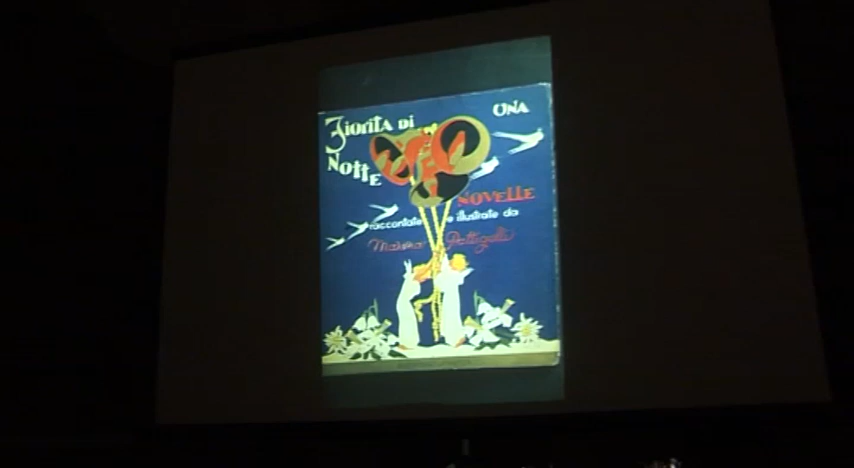 UNA
Fiorita di
Notte
NOVELLE
raccontate e illustrate da